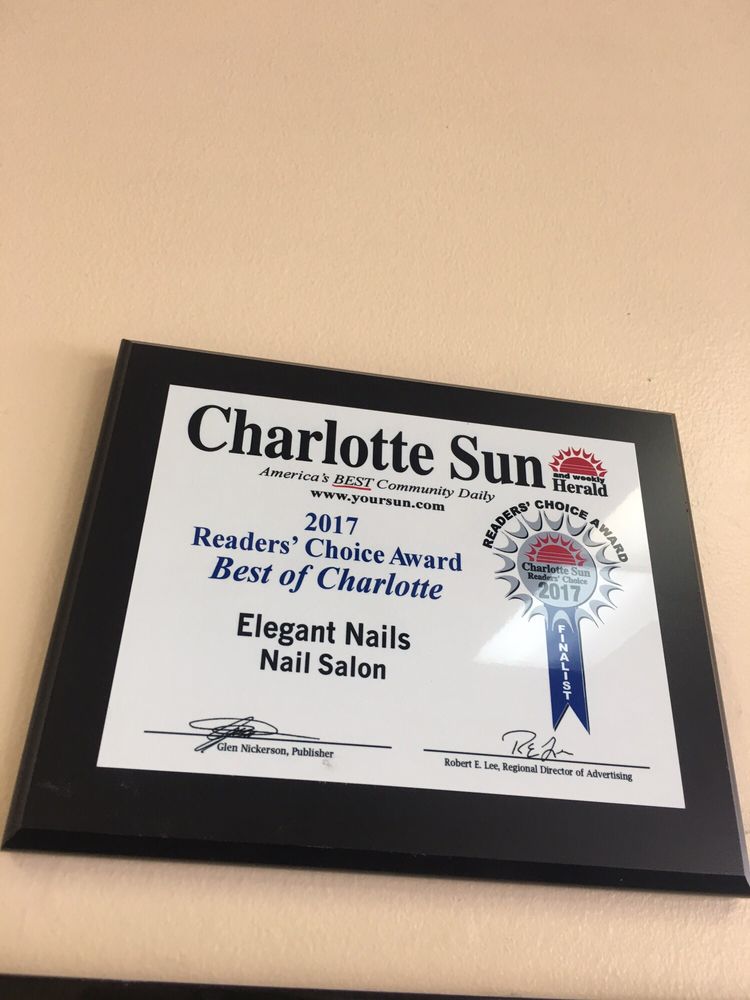 Charlotte Sun
and weekly
Herald
America's BEST Community Daily
www.yoursun.com
2017
Readers' Choice Award
Best of Charlotte
READERS' CHOICE AWARD
Charlotte Sun
Readers' Choice
2017
FINALIST
Elegant Nails
Nail Salon
Glen Nickerson, Publisher
Robert E. Lee, Regional Director of Advertising